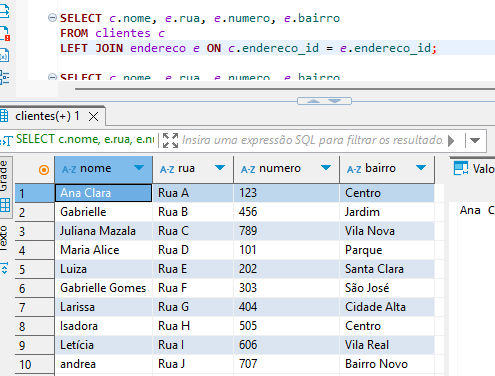 SELECT c.nome, e.rua, e.numero, e.bairro
FROM clientes c
LEFT JOIN endereco e ON c.endereco_id = e.endereco_id;
SELECT c.nome, e.rua, e.numero, e.bairro
clientes(+) 1
SELECT c.nome, e.rua, e.nu
Insira uma expressão SQL para filtrar os resultado
Grade
Texto
A-Z nome A-Z rua A-Z numero A-Z bairro
Valo
1 Ana Clara Rua A 123 Centro
Ana C
2 Gabrielle Rua B 456 Jardim
3 Juliana Mazala Rua C 789 Vila Nova
4 Maria Alice Rua D 101 Parque
5 Luiza Rua E 202 Santa Clara
6 Gabrielle Gomes Rua F 303 São José
7 Larissa Rua G 404 Cidade Alta
8 Isadora Rua H 505 Centro
9 Letícia Rua I 606 Vila Real
10 andrea Rua J 707 Bairro Novo